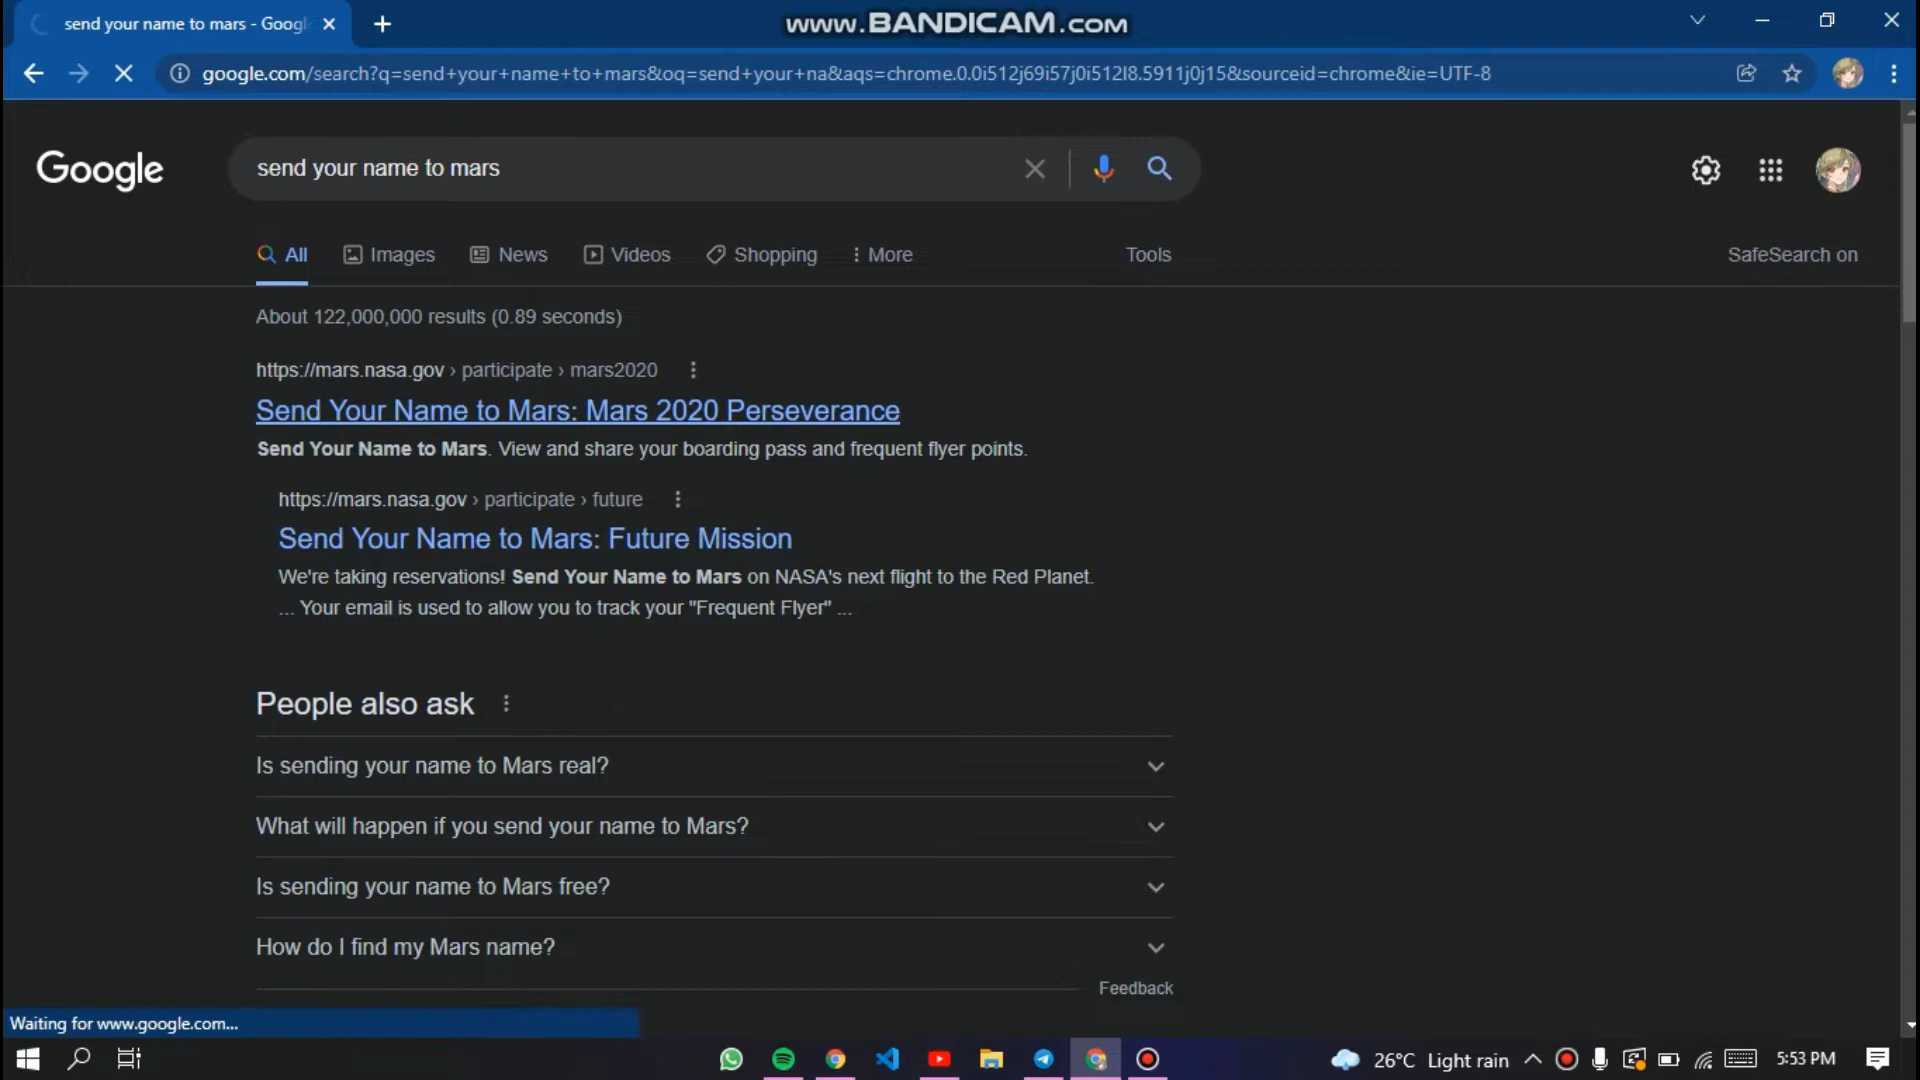 send your name to mars - Googl
www.BANDICAM.com
google.com/search?q=send+your+name+to+mars&oq=send+your+na&aqs=chrome.0.0i512j69i57j0i512l8.5911j0j15&sourceid=chrome&ie=UTF-8
Google
send your name to mars
All Images News Videos Shopping More Tools SafeSearch on
About 122,000,000 results (0.89 seconds)
https://mars.nasa.gov › participate › mars2020
Send Your Name to Mars: Mars 2020 Perseverance
Send Your Name to Mars. View and share your boarding pass and frequent flyer points.
https://mars.nasa.gov › participate › future
Send Your Name to Mars: Future Mission
We're taking reservations! Send Your Name to Mars on NASA's next flight to the Red Planet.
... Your email is used to allow you to track your "Frequent Flyer" ...
People also ask
Is sending your name to Mars real?
What will happen if you send your name to Mars?
Is sending your name to Mars free?
How do I find my Mars name?
Feedback
Waiting for www.google.com...
26°C Light rain 5:53 PM